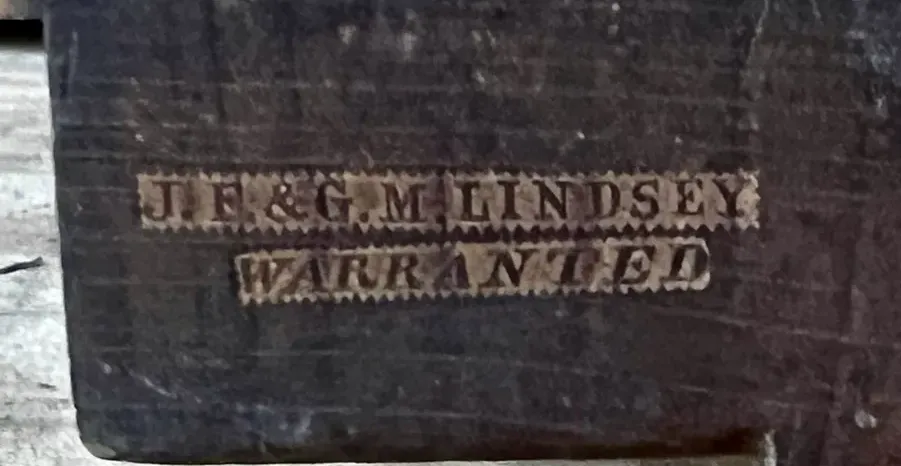 J. F. & G. M. LINDSEY
WARRANTED